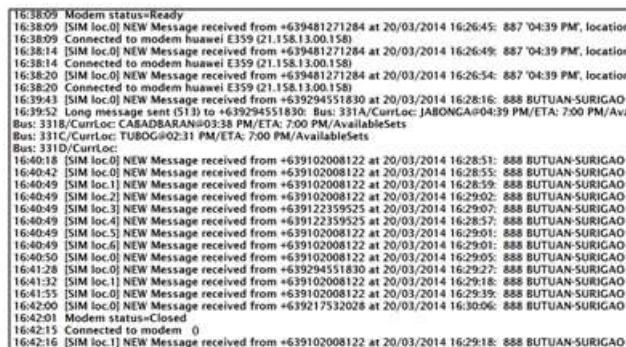 16:38:09 Modem status=Ready
16:38:09 [SIM loc.0] NEW Message received from +639481271284 at 20/03/2014 16:26:45: 887 '04:39 PM', location
16:38:09 Connected to modem huawei E359 (21.158.13.00.158)
16:38:14 [SIM loc.0] NEW Message received from +639481271284 at 20/03/2014 16:26:49: 887 '04:39 PM', location
16:38:14 Connected to modem huawei E359 (21.158.13.00.158)
16:38:20 [SIM loc.0] NEW Message received from +639481271284 at 20/03/2014 16:26:54: 887 '04:39 PM', location
16:38:20 Connected to modem huawei E359 (21.158.13.00.158)
16:39:43 [SIM loc.0] NEW Message received from +639294551830 at 20/03/2014 16:28:16: 888 BUTUAN-SURIGAO
16:39:52 Long message sent (513) to +639294551830: Bus: 331A/CurrLoc: JABONGA@04:39 PM/ETA: 7:00 PM/Ava
Bus: 331B/CurrLoc: CABADBARAN@03:38 PM/ETA: 7:00 PM/AvailableSets
Bus: 331C/CurrLoc: TUBOG@02:31 PM/ETA: 7:00 PM/AvailableSets
Bus: 331D/CurrLoc:
16:40:18 [SIM loc.0] NEW Message received from +639102008122 at 20/03/2014 16:28:51: 888 BUTUAN-SURIGAO
16:40:42 [SIM loc.0] NEW Message received from +639102008122 at 20/03/2014 16:28:55: 888 BUTUAN-SURIGAO
16:40:49 [SIM loc.1] NEW Message received from +639102008122 at 20/03/2014 16:28:59: 888 BUTUAN-SURIGAO
16:40:49 [SIM loc.2] NEW Message received from +639102008122 at 20/03/2014 16:29:02: 888 BUTUAN-SURIGAO
16:40:49 [SIM loc.3] NEW Message received from +639122359525 at 20/03/2014 16:29:07: 888 BUTUAN-SURIGAO
16:40:49 [SIM loc.4] NEW Message received from +639122359525 at 20/03/2014 16:28:57: 888 BUTUAN-SURIGAO
16:40:49 [SIM loc.5] NEW Message received from +639102008122 at 20/03/2014 16:29:01: 888 BUTUAN-SURIGAO
16:40:49 [SIM loc.6] NEW Message received from +639102008122 at 20/03/2014 16:29:01: 888 BUTUAN-SURIGAO
16:40:50 [SIM loc.0] NEW Message received from +639102008122 at 20/03/2014 16:29:05: 888 BUTUAN-SURIGAO
16:41:28 [SIM loc.0] NEW Message received from +639294551830 at 20/03/2014 16:29:27: 888 BUTUAN-SURIGAO
16:41:32 [SIM loc.1] NEW Message received from +639102008122 at 20/03/2014 16:29:18: 888 BUTUAN-SURIGAO
16:41:55 [SIM loc.0] NEW Message received from +639102008122 at 20/03/2014 16:29:39: 888 BUTUAN-SURIGAO
16:42:00 [SIM loc.0] NEW Message received from +639217532028 at 20/03/2014 16:30:06: 888 BUTUAN-SURIGAO
16:42:01 Modem status=Closed
16:42:15 Connected to modem ()
16:42:16 [SIM loc.1] NEW Message received from +639102008122 at 20/03/2014 16:29:18: 888 BUTUAN-SURIGAO